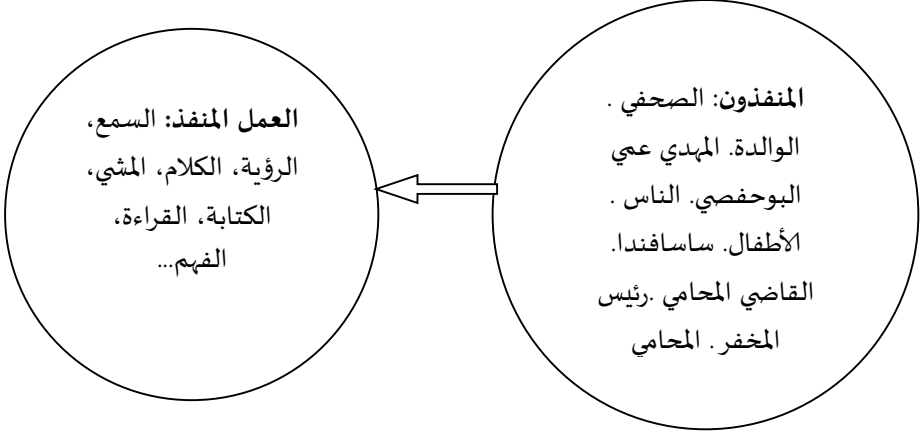 المنفذون: الصحفي .
الوالدة. المهدي عمي
البوحفصي. الناس .
الأطفال. ساسافندا.
القاضي المحامي .رئيس
المخفر . المحامي
العمل المنفذ: السمع،
الرؤية، الكلام، المشي،
الكتابة، القراءة،
الفهم...